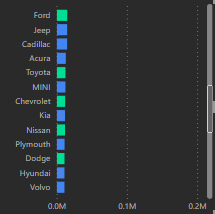 Ford
Jeep
Cadillac
Acura
Toyota
MINI
Chevrolet
Kia
Nissan
Plymouth
Dodge
Hyundai
Volvo
0.0M 0.1M 0.2M